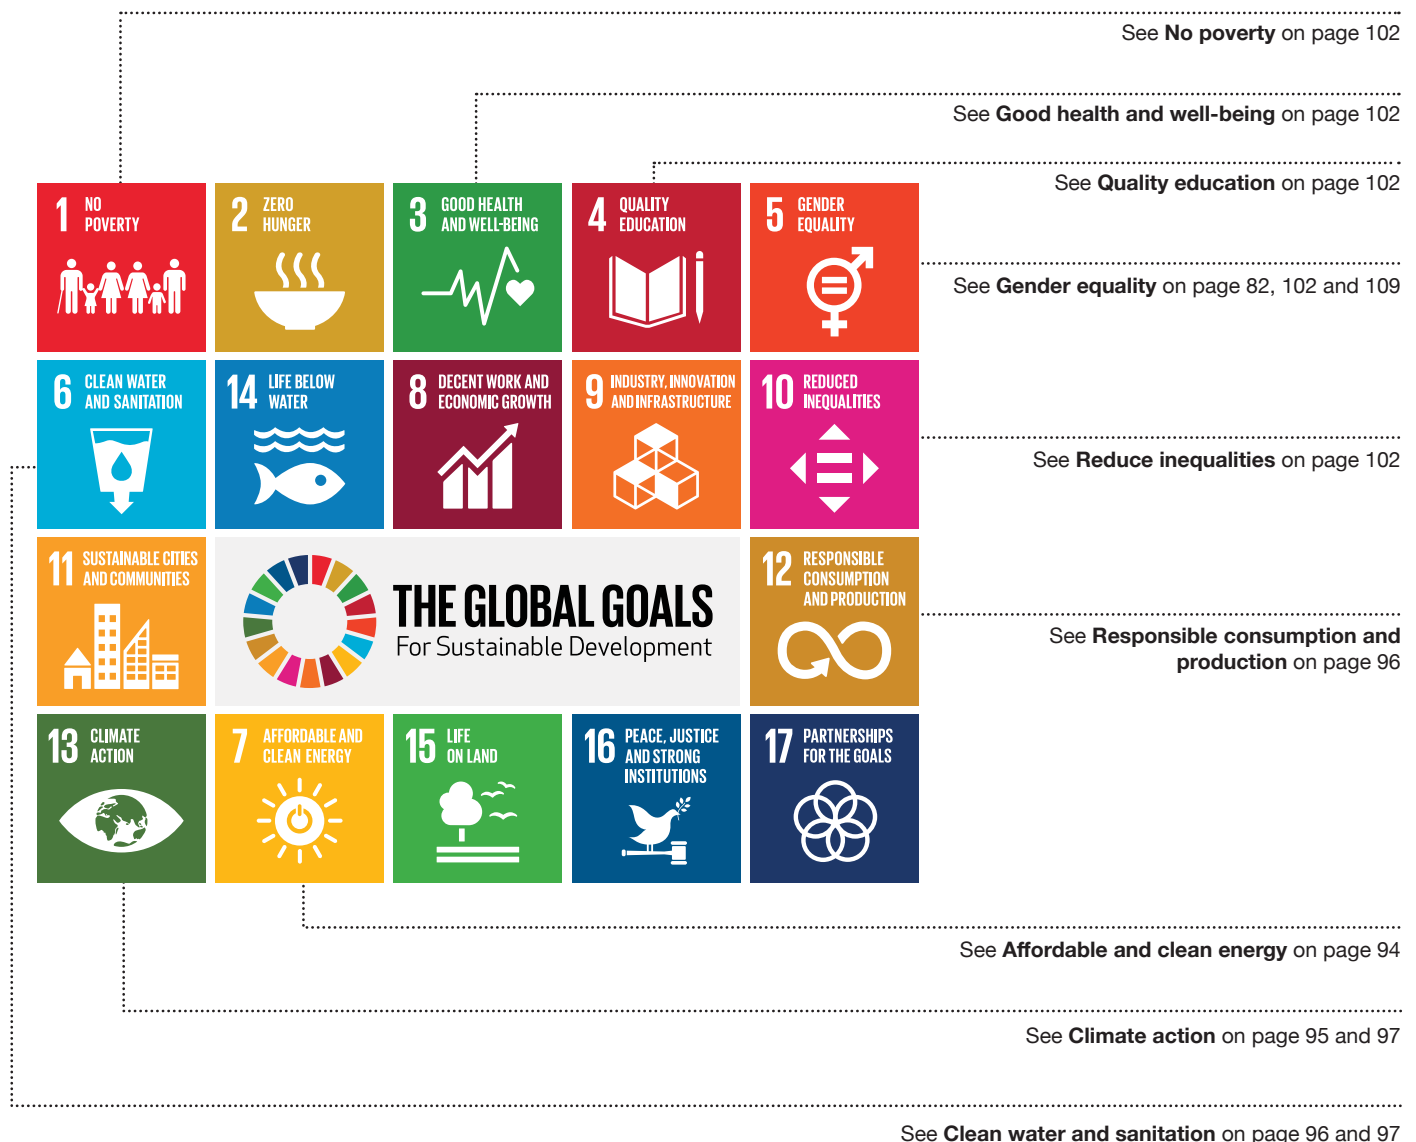 See No poverty on page 102
See Good health and well-being on page 102
See Quality education on page 102
1 NO
POVERTY
2 ZERO
HUNGER
3 GOOD HEALTH
AND WELL-BEING
4 QUALITY
EDUCATION
5 GENDER
EQUALITY
See Gender equality on page 82, 102 and 109
6 CLEAN WATER
AND SANITATION
14 LIFE BELOW
WATER
8 DECENT WORK AND
ECONOMIC GROWTH
9 INDUSTRY, INNOVATION
AND INFRASTRUCTURE
10 REDUCED
INEQUALITIES
See Reduce inequalities on page 102
11 SUSTAINABLE CITIES
AND COMMUNITIES
THE GLOBAL GOALS
For Sustainable Development
12 RESPONSIBLE
CONSUMPTION
AND PRODUCTION
See Responsible consumption and
production on page 96
13 CLIMATE
ACTION
7 AFFORDABLE AND
CLEAN ENERGY
15 LIFE
ON LAND
16 PEACE, JUSTICE
AND STRONG
INSTITUTIONS
17 PARTNERSHIPS
FOR THE GOALS
See Affordable and clean energy on page 94
See Climate action on page 95 and 97
See Clean water and sanitation on page 96 and 97